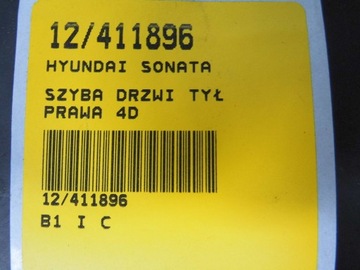 12/411896
HYUNDAI SONATA
SZYBA DRZWI TYŁ
PRAWA 4D
12/411896
B1 I C